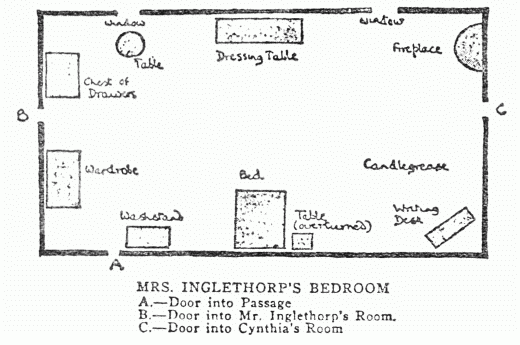 window
window
Table
Dressing Table
Fireplace
Chest of
Drawers
B
C
Wardrobe
Bed
Candlegrease
Washstand
Table
(overturned)
Writing
Desk
A
MRS. INGLETHORP'S BEDROOM
A.—Door into Passage
B.—Door into Mr. Inglethorp's Room.
C.—Door into Cynthia's Room